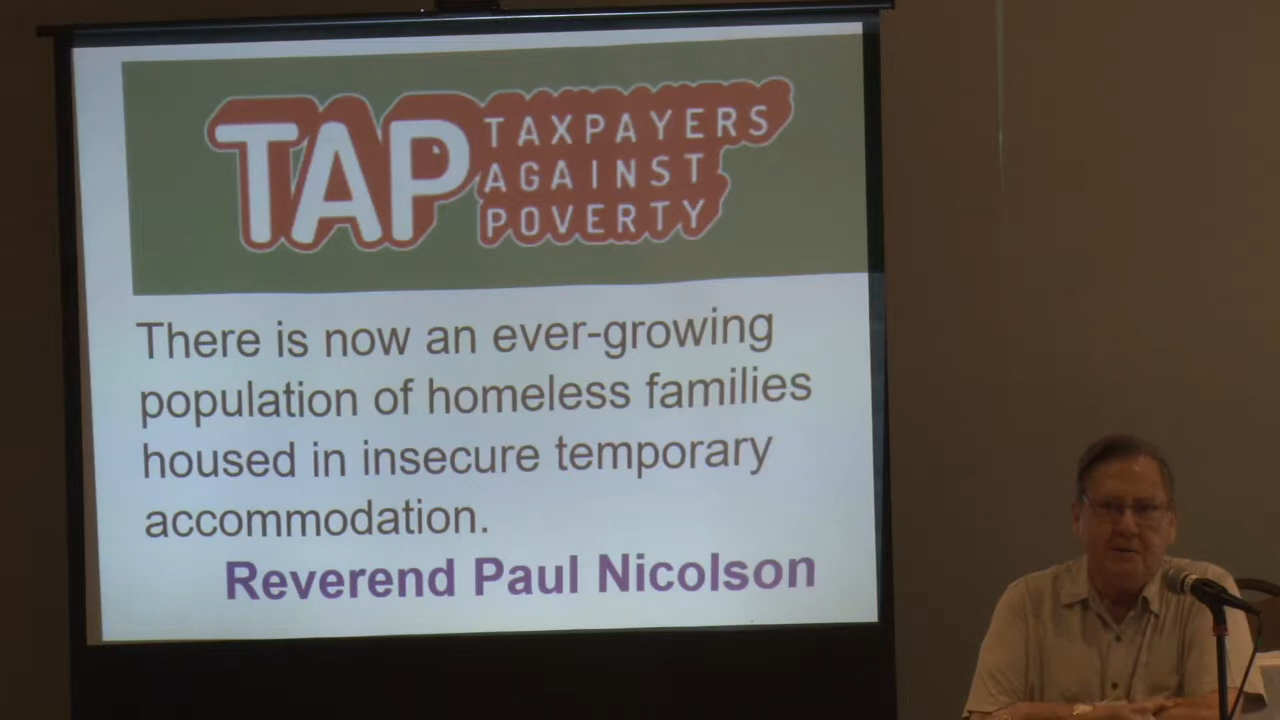 TAP TAXPAYERS
AGAINST
POVERTY
There is now an ever-growing
population of homeless families
housed in insecure temporary
accommodation.
Reverend Paul Nicolson